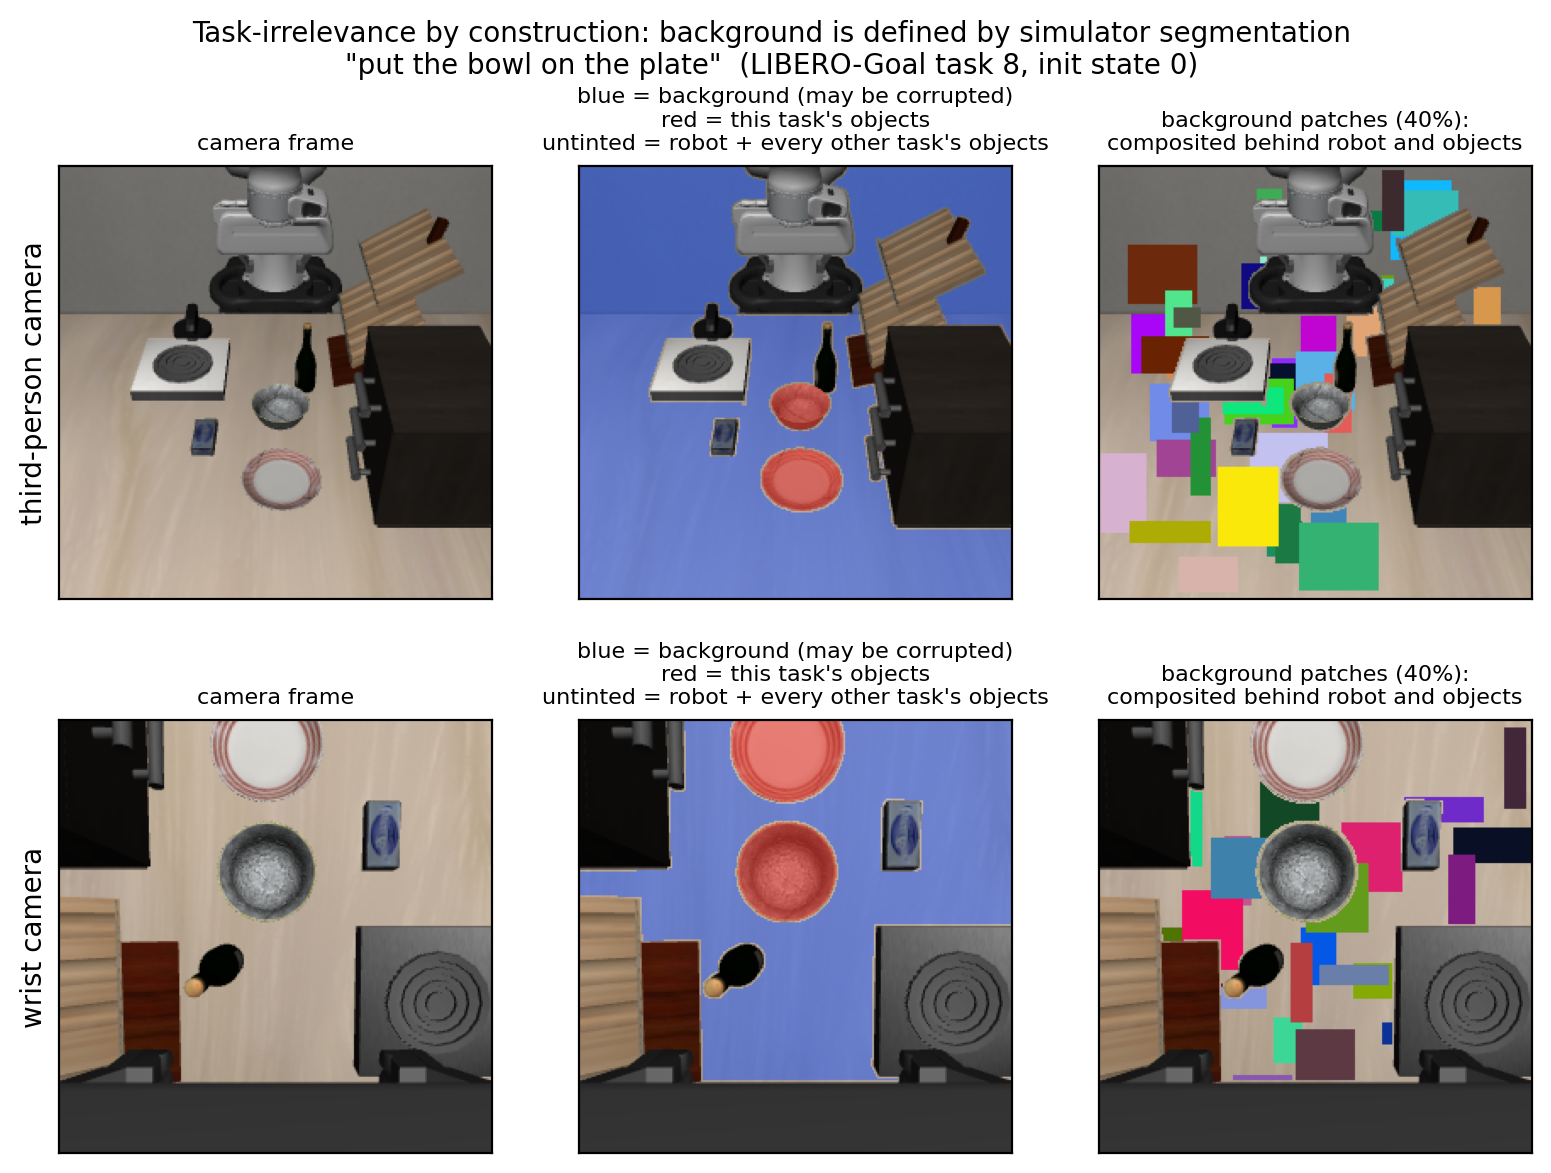 Task-irrelevance by construction: background is defined by simulator segmentation
"put the bowl on the plate"  (LIBERO-Goal task 8, init state 0)
camera frame
blue = background (may be corrupted)
red = this task's objects
untinted = robot + every other task's objects
background patches (40%):
composited behind robot and objects
third-person camera
camera frame
blue = background (may be corrupted)
red = this task's objects
untinted = robot + every other task's objects
background patches (40%):
composited behind robot and objects
wrist camera